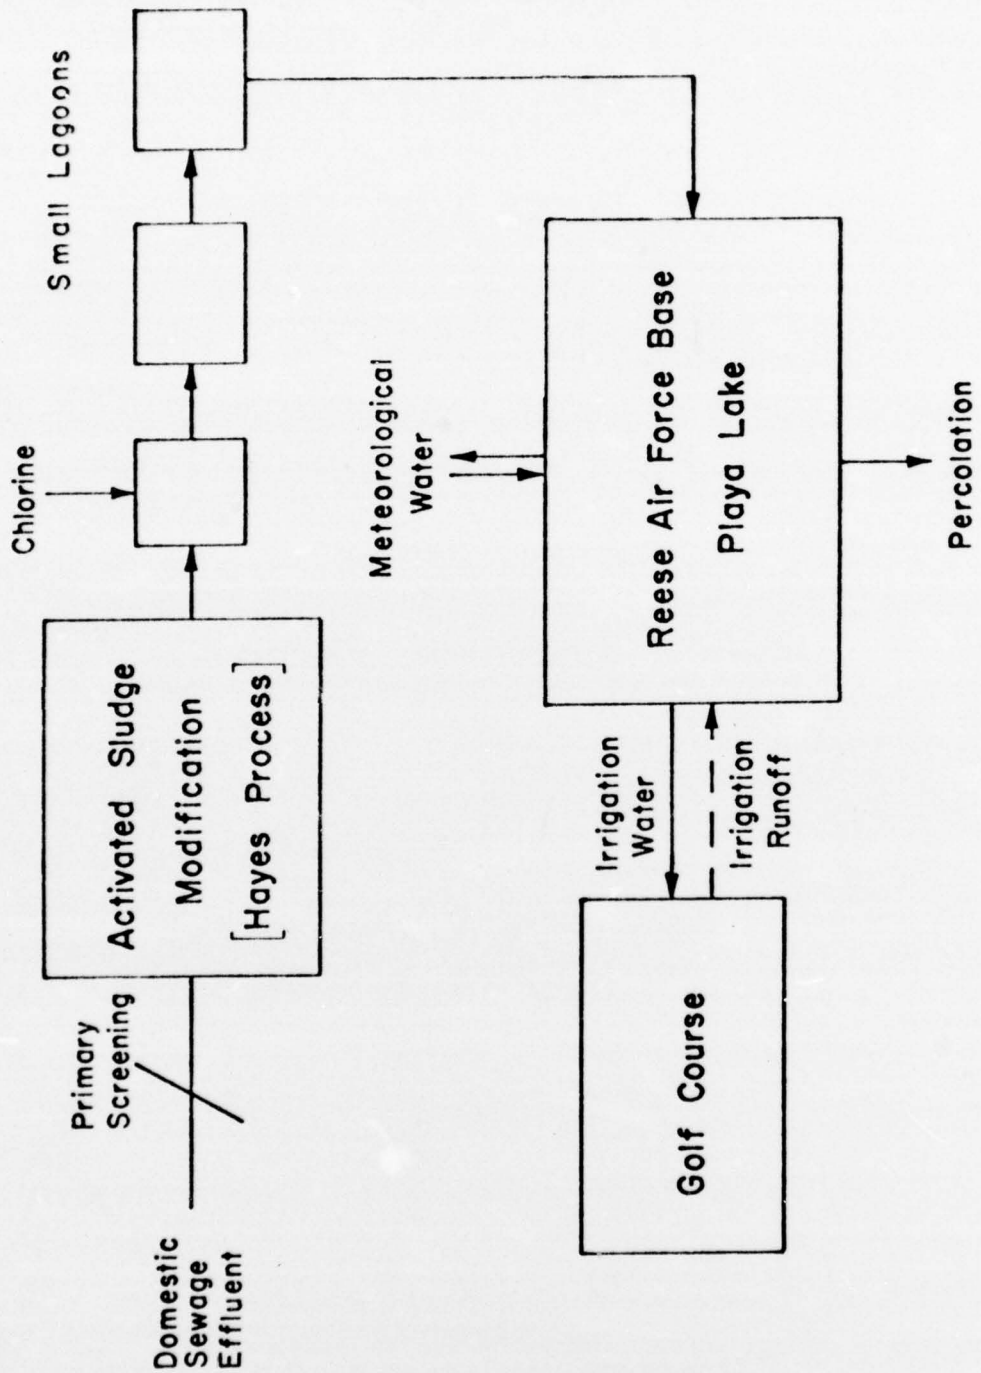 Domestic
Sewage
Effluent
Primary
Screening
Activated Sludge
Modification
[Hayes Process]
Chlorine
Small Lagoons
Meteorological
Water
Reese Air Force Base
Playa Lake
Percolation
Irrigation
Water
Irrigation
Runoff
Golf Course